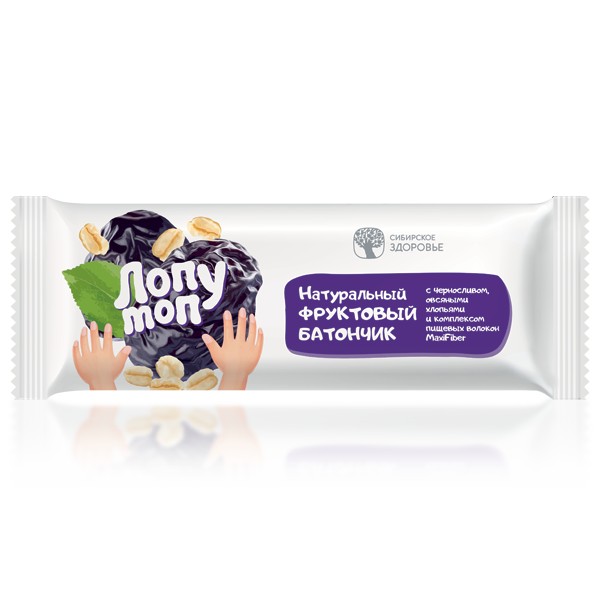 Лопу
топ
СИБИРСКОЕ
ЗДОРОВЬЕ
Натуральный
ФРУКТОВЫЙ
БАТОНЧИК
с черносливом,
овсяными
хлопьями
и комплексом
пищевых волокон
MaxiFiber